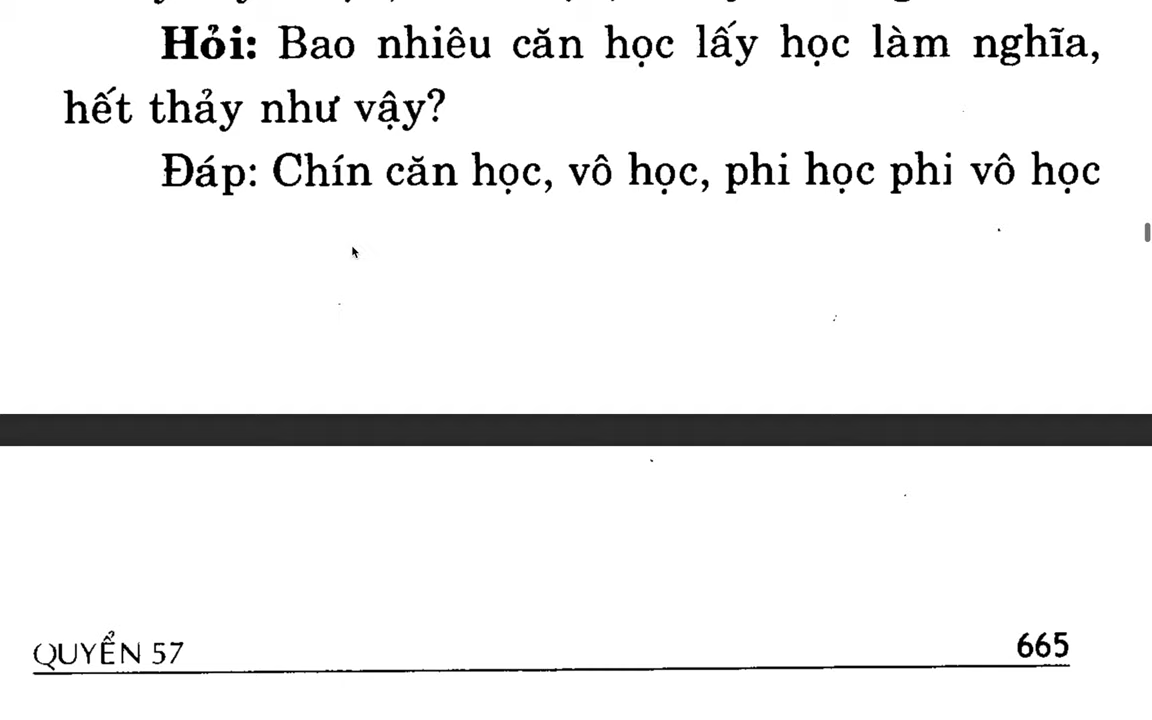 Hỏi: Bao nhiêu căn học lấy học làm nghĩa,
hết thảy như vậy?
Đáp: Chín căn học, vô học, phi học phi vô học
QUYỂN 57
665